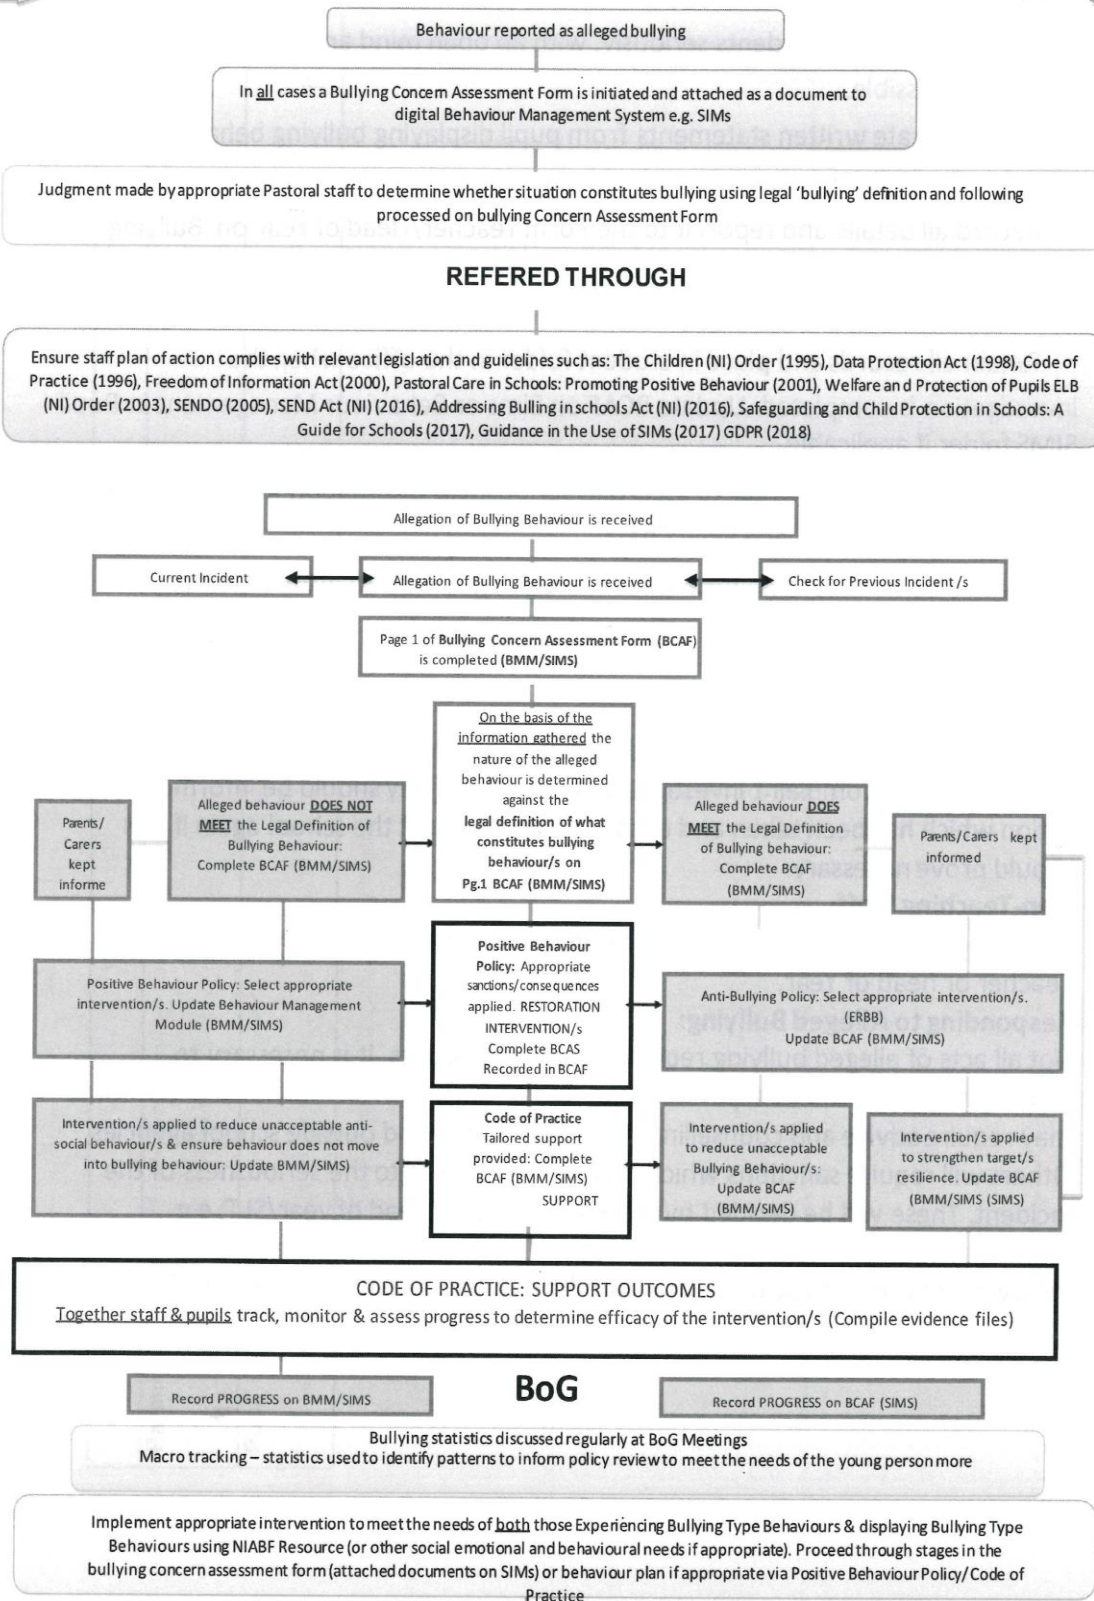 Behaviour reported as alleged bullying
In all cases a Bullying Concern Assessment Form is initiated and attached as a document to
digital Behaviour Management System e.g. SIMs
Judgment made by appropriate Pastoral staff to determine whether situation constitutes bullying using legal 'bullying' definition and following
processed on bullying Concern Assessment Form
REFERED THROUGH
Ensure staff plan of action complies with relevant legislation and guidelines such as: The Children (NI) Order (1995), Data Protection Act (1998), Code of
Practice (1996), Freedom of Information Act (2000), Pastoral Care in Schools: Promoting Positive Behaviour (2001), Welfare and Protection of Pupils ELB
(NI) Order (2003), SENDO (2005), SEND Act (NI) (2016), Addressing Bulling in schools Act (NI) (2016), Safeguarding and Child Protection in Schools: A
Guide for Schools (2017), Guidance in the Use of SIMs (2017) GDPR (2018)
Allegation of Bullying Behaviour is received
Current Incident
Allegation of Bullying Behaviour is received
Check for Previous Incident /s
Page 1 of Bullying Concern Assessment Form (BCAF)
is completed (BMM/SIMS)
Parents/
Carers
kept
informe
Alleged behaviour DOES NOT
MEET the Legal Definition of
Bullying Behaviour:
Complete BCAF (BMM/SIMS)
On the basis of the
information gathered the
nature of the alleged
behaviour is determined
against the
legal definition of what
constitutes bullying
behaviour/s on
Pg.1 BCAF (BMM/SIMS)
Alleged behaviour DOES
MEET the Legal Definition
of Bullying behaviour:
Complete BCAF
(BMM/SIMS)
Parents/Carers kept
informed
Positive Behaviour Policy: Select appropriate
intervention/s. Update Behaviour Management
Module (BMM/SIMS)
Positive Behaviour
Policy: Appropriate
sanctions/consequences
applied. RESTORATION
INTERVENTION/s
Complete BCAS
Recorded in BCAF
Anti-Bullying Policy: Select appropriate intervention/s.
(ERBB)
Update BCAF (BMM/SIMS)
Intervention/s applied to reduce unacceptable anti-
social behaviour/s & ensure behaviour does not move
into bullying behaviour: Update BMM/SIMS)
Code of Practice
Tailored support
provided: Complete
BCAF (BMM/SIMS)
SUPPORT
Intervention/s applied
to reduce unacceptable
Bullying Behaviour/s:
Update BCAF
(BMM/SIMS)
Intervention/s applied
to strengthen target/s
resilience. Update BCAF
(BMM/SIMS (SIMS)
CODE OF PRACTICE: SUPPORT OUTCOMES
Together staff & pupils track, monitor & assess progress to determine efficacy of the intervention/s (Compile evidence files)
Record PROGRESS on BMM/SIMS
BoG
Record PROGRESS on BCAF (SIMS)
Bullying statistics discussed regularly at BoG Meetings
Macro tracking – statistics used to identify patterns to inform policy review to meet the needs of the young person more
Implement appropriate intervention to meet the needs of both those Experiencing Bullying Type Behaviours & displaying Bullying Type
Behaviours using NIABF Resource (or other social emotional and behavioural needs if appropriate). Proceed through stages in the
bullying concern assessment form (attached documents on SIMs) or behaviour plan if appropriate via Positive Behaviour Policy/Code of
Practice